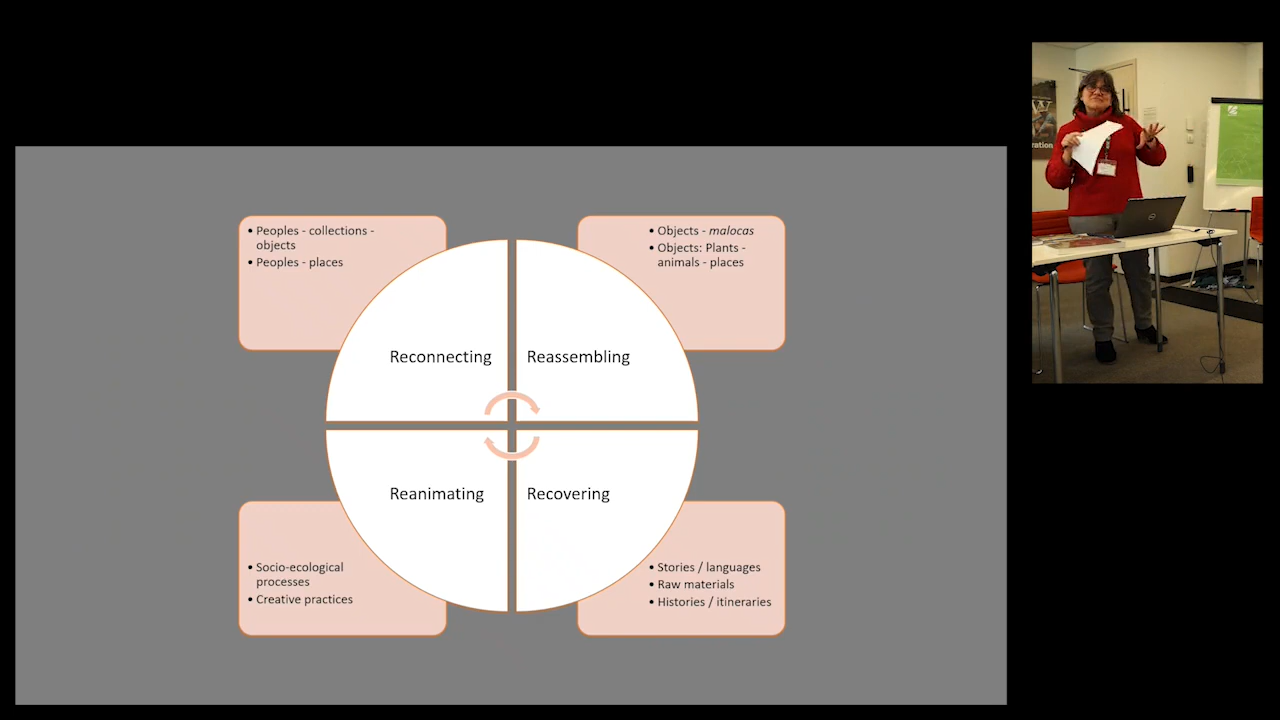 • Peoples - collections -
objects
• Peoples - places
• Objects - malocas
• Objects: Plants -
animals - places
Reconnecting
Reassembling
Reanimating
Recovering
• Socio-ecological
processes
• Creative practices
• Stories / languages
• Raw materials
• Histories / itineraries